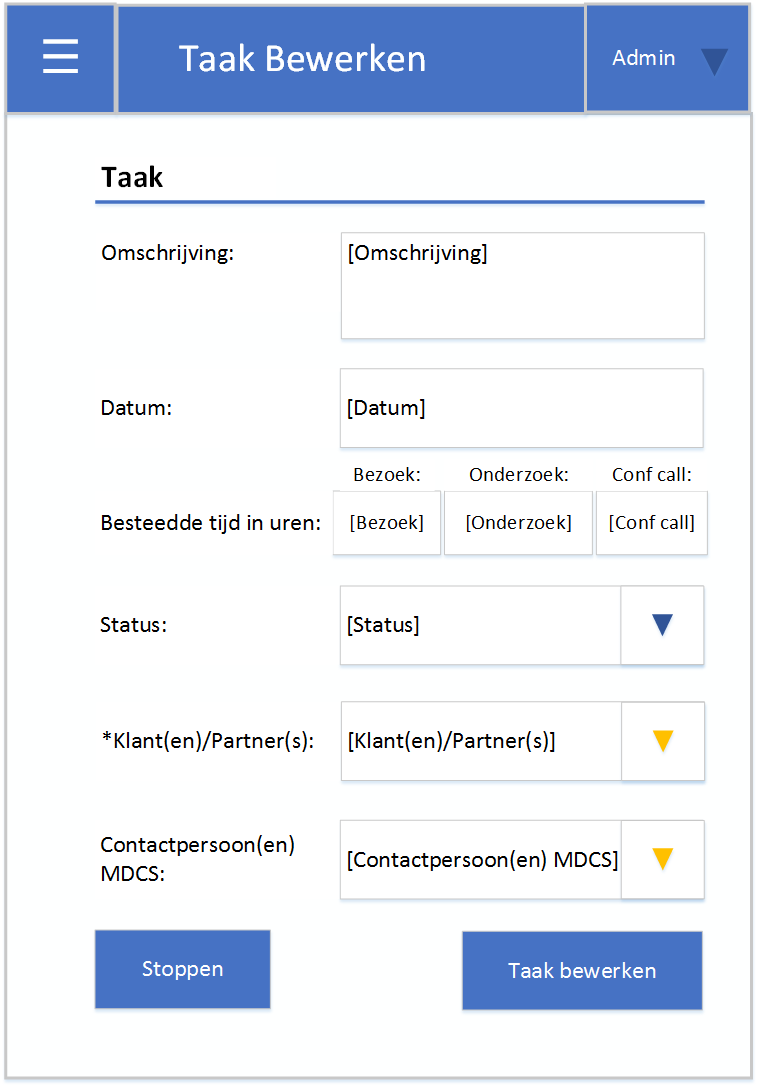 Taak Bewerken
Admin
Taak
Omschrijving:
[Omschrijving]
Datum:
[Datum]
Bezoek: Onderzoek: Conf call:
Besteedde tijd in uren:
[Bezoek] [Onderzoek] [Conf call]
Status:
[Status]
*Klant(en)/Partner(s):
[Klant(en)/Partner(s)]
Contactpersoon(en)
MDCS:
[Contactpersoon(en) MDCS]
Stoppen
Taak bewerken